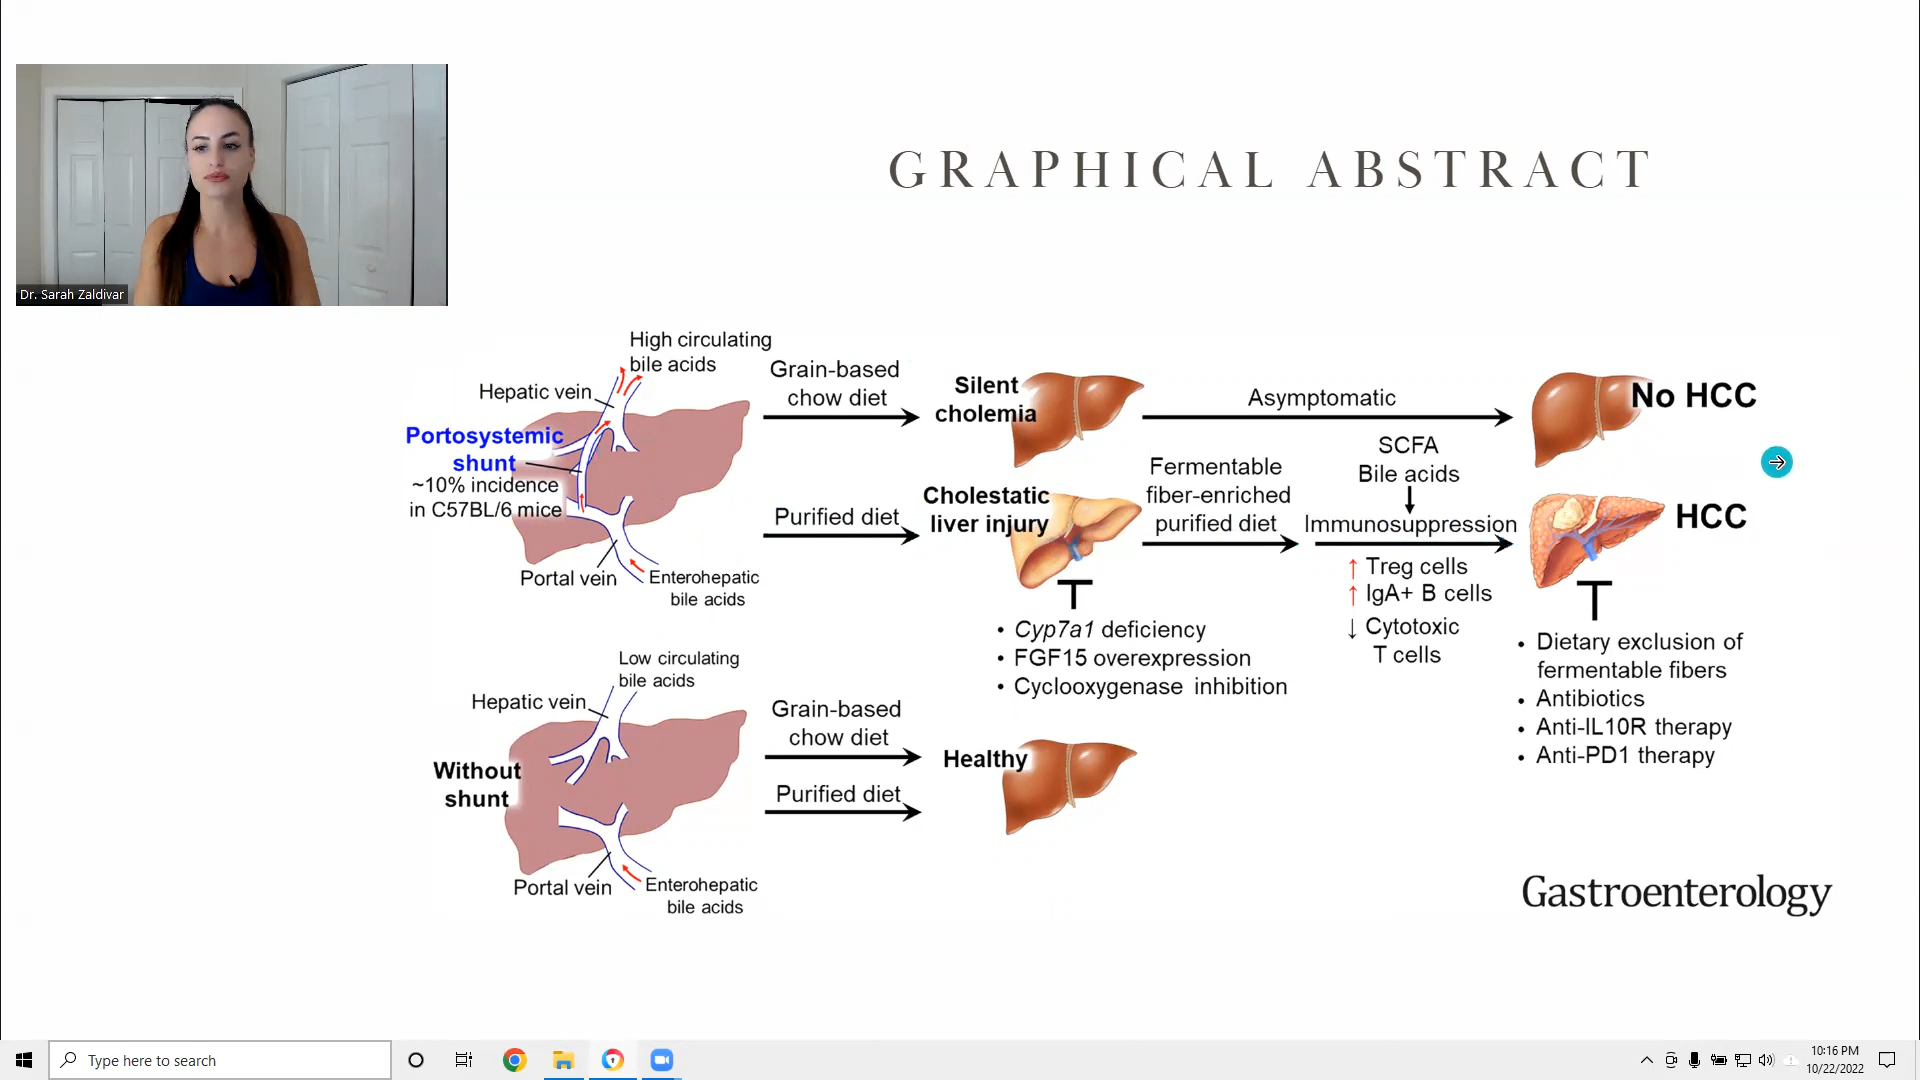 GRAPHICAL ABSTRACT
Dr. Sarah Zaldivar
High circulating
bile acids
Hepatic vein
Portosystemic
shunt
~10% incidence
in C57BL/6 mice
Portal vein
Enterohepatic
bile acids
Grain-based
chow diet
Purified diet
Silent
cholemia
Cholestatic
liver injury
Asymptomatic
No HCC
Fermentable
fiber-enriched
purified diet
SCFA
Bile acids
Immunosuppression
↑ Treg cells
↑ IgA+ B cells
↓ Cytotoxic
T cells
HCC
• Cyp7a1 deficiency
• FGF15 overexpression
• Cyclooxygenase inhibition
• Dietary exclusion of
fermentable fibers
• Antibiotics
• Anti-IL10R therapy
• Anti-PD1 therapy
Low circulating
bile acids
Hepatic vein
Without
shunt
Portal vein
Enterohepatic
bile acids
Grain-based
chow diet
Purified diet
Healthy
Gastroenterology
Type here to search
10:16 PM
10/22/2022